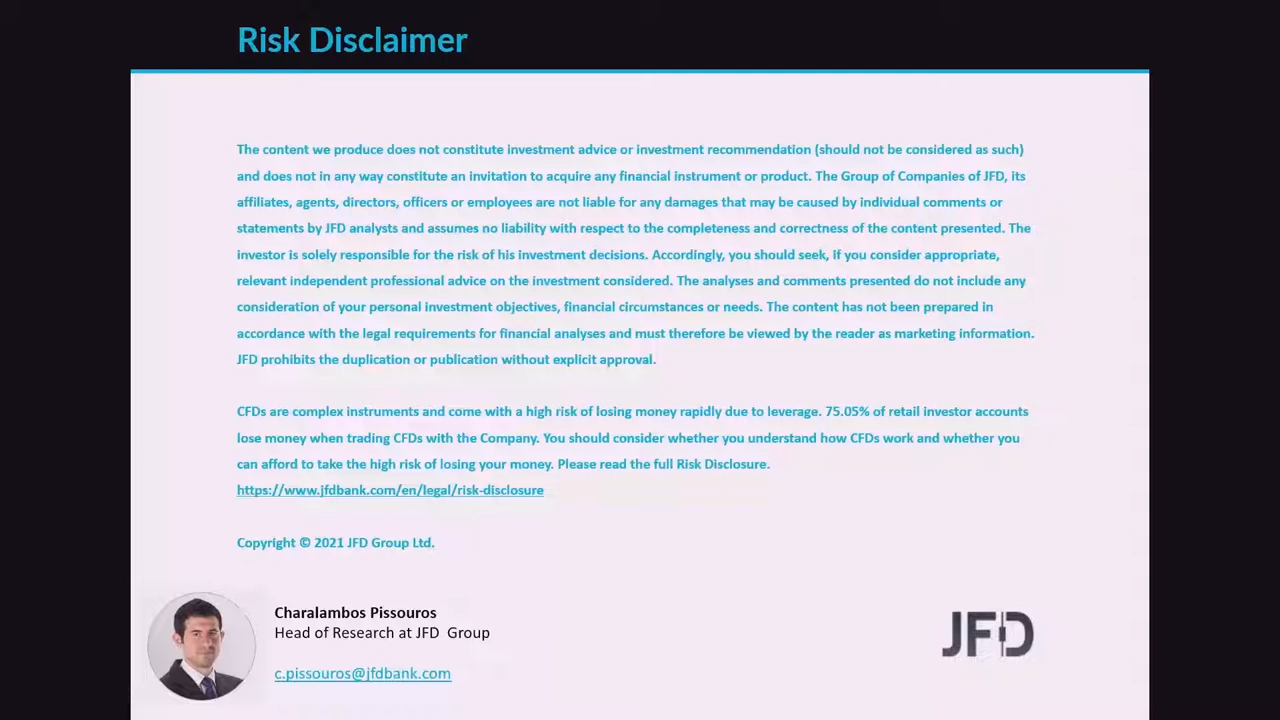 Risk Disclaimer
The content we produce does not constitute investment advice or investment recommendation (should not be considered as such)
and does not in any way constitute an invitation to acquire any financial instrument or product. The Group of Companies of JFD, its
affiliates, agents, directors, officers or employees are not liable for any damages that may be caused by individual comments or
statements by JFD analysts and assumes no liability with respect to the completeness and correctness of the content presented. The
investor is solely responsible for the risk of his investment decisions. Accordingly, you should seek, if you consider appropriate,
relevant independent professional advice on the investment considered. The analyses and comments presented do not include any
consideration of your personal investment objectives, financial circumstances or needs. The content has not been prepared in
accordance with the legal requirements for financial analyses and must therefore be viewed by the reader as marketing information.
JFD prohibits the duplication or publication without explicit approval.
CFDs are complex instruments and come with a high risk of losing money rapidly due to leverage. 75.05% of retail investor accounts
lose money when trading CFDs with the Company. You should consider whether you understand how CFDs work and whether you
can afford to take the high risk of losing your money. Please read the full Risk Disclosure.
https://www.jfdbank.com/en/legal/risk-disclosure
Copyright © 2021 JFD Group Ltd.
Charalambos Pissouros
Head of Research at JFD Group
c.pissouros@jfdbank.com
JFD